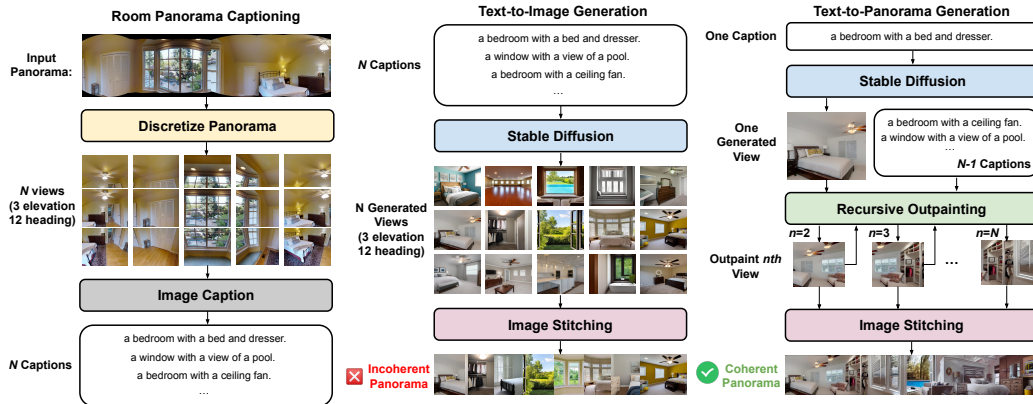 Room Panorama Captioning
Input
Panorama:
Discretize Panorama
N views
(3 elevation
12 heading)
Image Caption
N Captions
a bedroom with a bed and dresser.
a window with a view of a pool.
a bedroom with a ceiling fan.
...
Text-to-Image Generation
N Captions
a bedroom with a bed and dresser.
a window with a view of a pool.
a bedroom with a ceiling fan.
...
Stable Diffusion
N Generated
Views
(3 elevation
12 heading)
Image Stitching
Incoherent
Panorama
Text-to-Panorama Generation
One Caption
a bedroom with a bed and dresser.
Stable Diffusion
One
Generated
View
a bedroom with a ceiling fan.
a window with a view of a pool.
...
N-1 Captions
Recursive Outpainting
n=2
n=3
n=N
Outpaint nth
View
...
Image Stitching
Coherent
Panorama